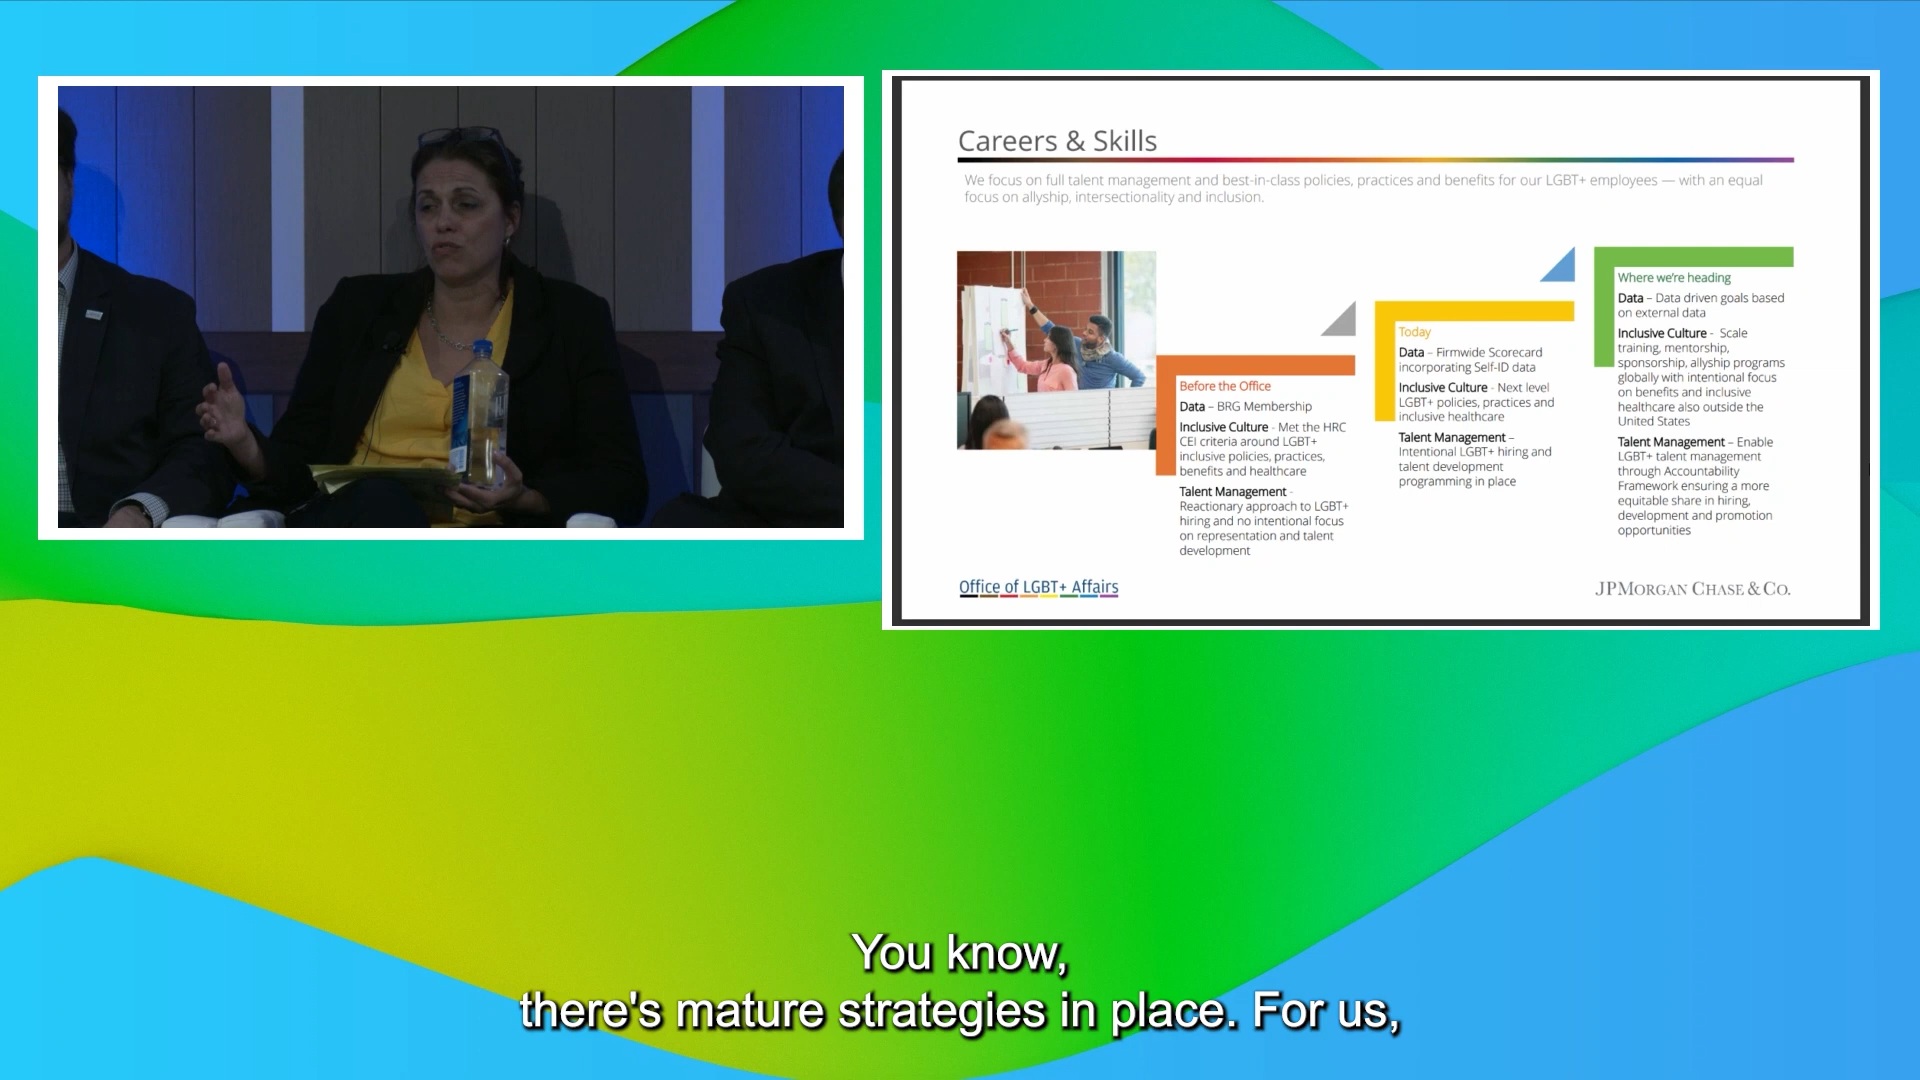 Careers & Skills
We focus on full talent management and best-in-class policies, practices and benefits for our LGBT+ employees — with an equal
focus on allyship, intersectionality and inclusion.
Before the Office
Data – BRG Membership
Inclusive Culture - Met the HRC
CEI criteria around LGBT+
inclusive policies, practices,
benefits and healthcare
Talent Management -
Reactionary approach to LGBT+
hiring and no intentional focus
on representation and talent
development
Today
Data – Firmwide Scorecard
incorporating Self-ID data
Inclusive Culture - Next level
LGBT+ policies, practices and
inclusive healthcare
Talent Management –
Intentional LGBT+ hiring and
talent development
programming in place
Where we're heading
Data – Data driven goals based
on external data
Inclusive Culture - Scale
training, mentorship,
sponsorship, allyship programs
globally with intentional focus
on benefits and inclusive
healthcare also outside the
United States
Talent Management – Enable
LGBT+ talent management
through Accountability
Framework ensuring a more
equitable share in hiring,
development and promotion
opportunities
Office of LGBT+ Affairs
JPMORGAN CHASE & CO.
You know,
there's mature strategies in place. For us,